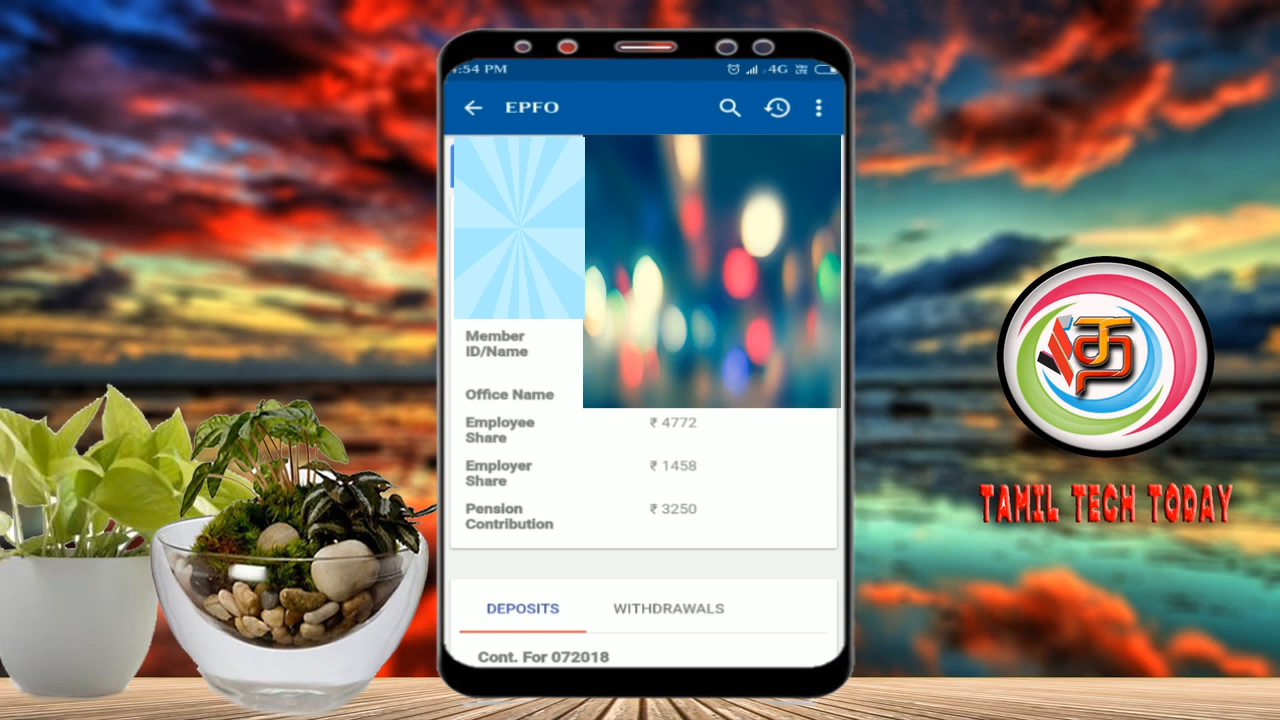 :54 PM
4G
VoLTE
EPFO
Member
ID/Name
Office Name
Employee
Share
₹ 4772
Employer
Share
₹ 1458
Pension
Contribution
₹ 3250
DEPOSITS
WITHDRAWALS
Cont. For 072018
TAMIL TECH TODAY